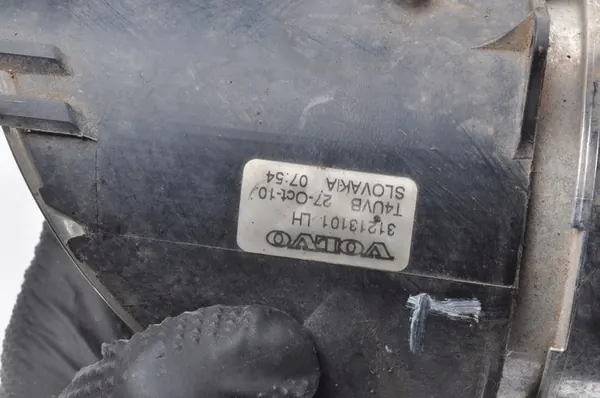 VOLVO
31213101 LH
T4UVB 27-Oct-10
SLOVAKIA 07:54